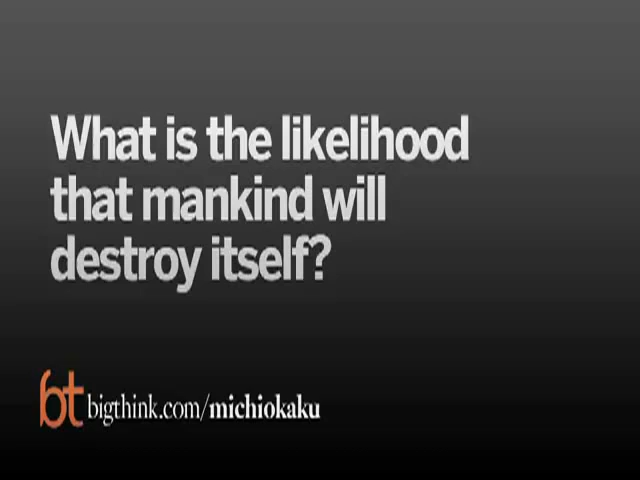 What is the likelihood
that mankind will
destroy itself?
bt bigthink.com/michiokaku